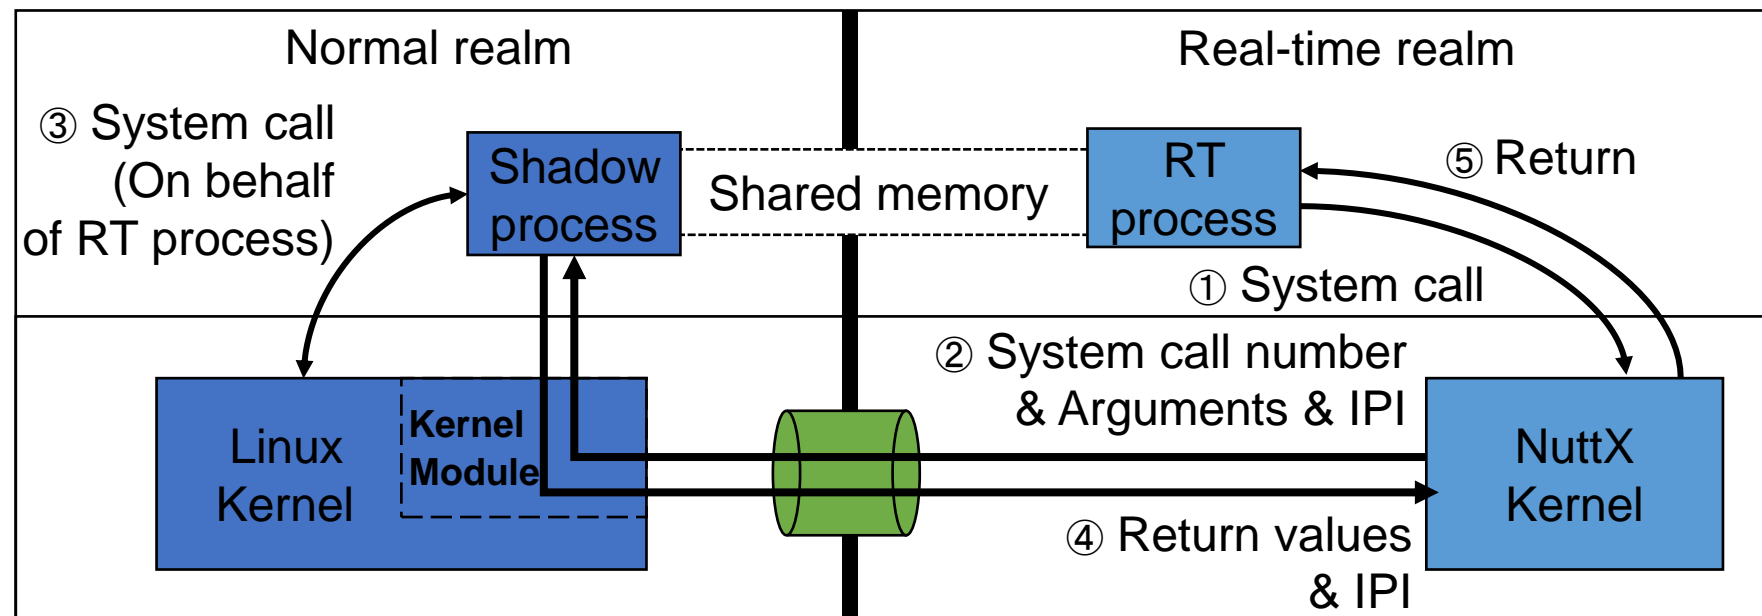 Normal realm
Real-time realm
③ System call
(On behalf
of RT process)
Shadow
process
Shared memory
RT
process
⑤ Return
① System call
② System call number
& Arguments & IPI
Linux
Kernel
Kernel
Module
NuttX
Kernel
④ Return values
& IPI